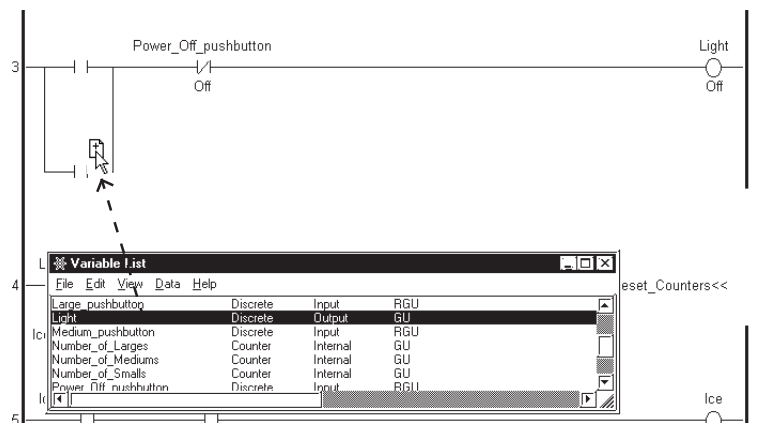 Power_Off_pushbutton Light
3
Off Off
L Variable List
4 File Edit View Data Help eset_Counters<<
Large_pushbutton Discrete Input RGU
Light Discrete Output GU
Medium_pushbutton Discrete Input RGU
Number_of_Larges Counter Internal GU
Number_of_Mediums Counter Internal GU
Number_of_Smalls Counter Internal GU
Power_Off_pushbutton Discrete Input RGU
Ice
5